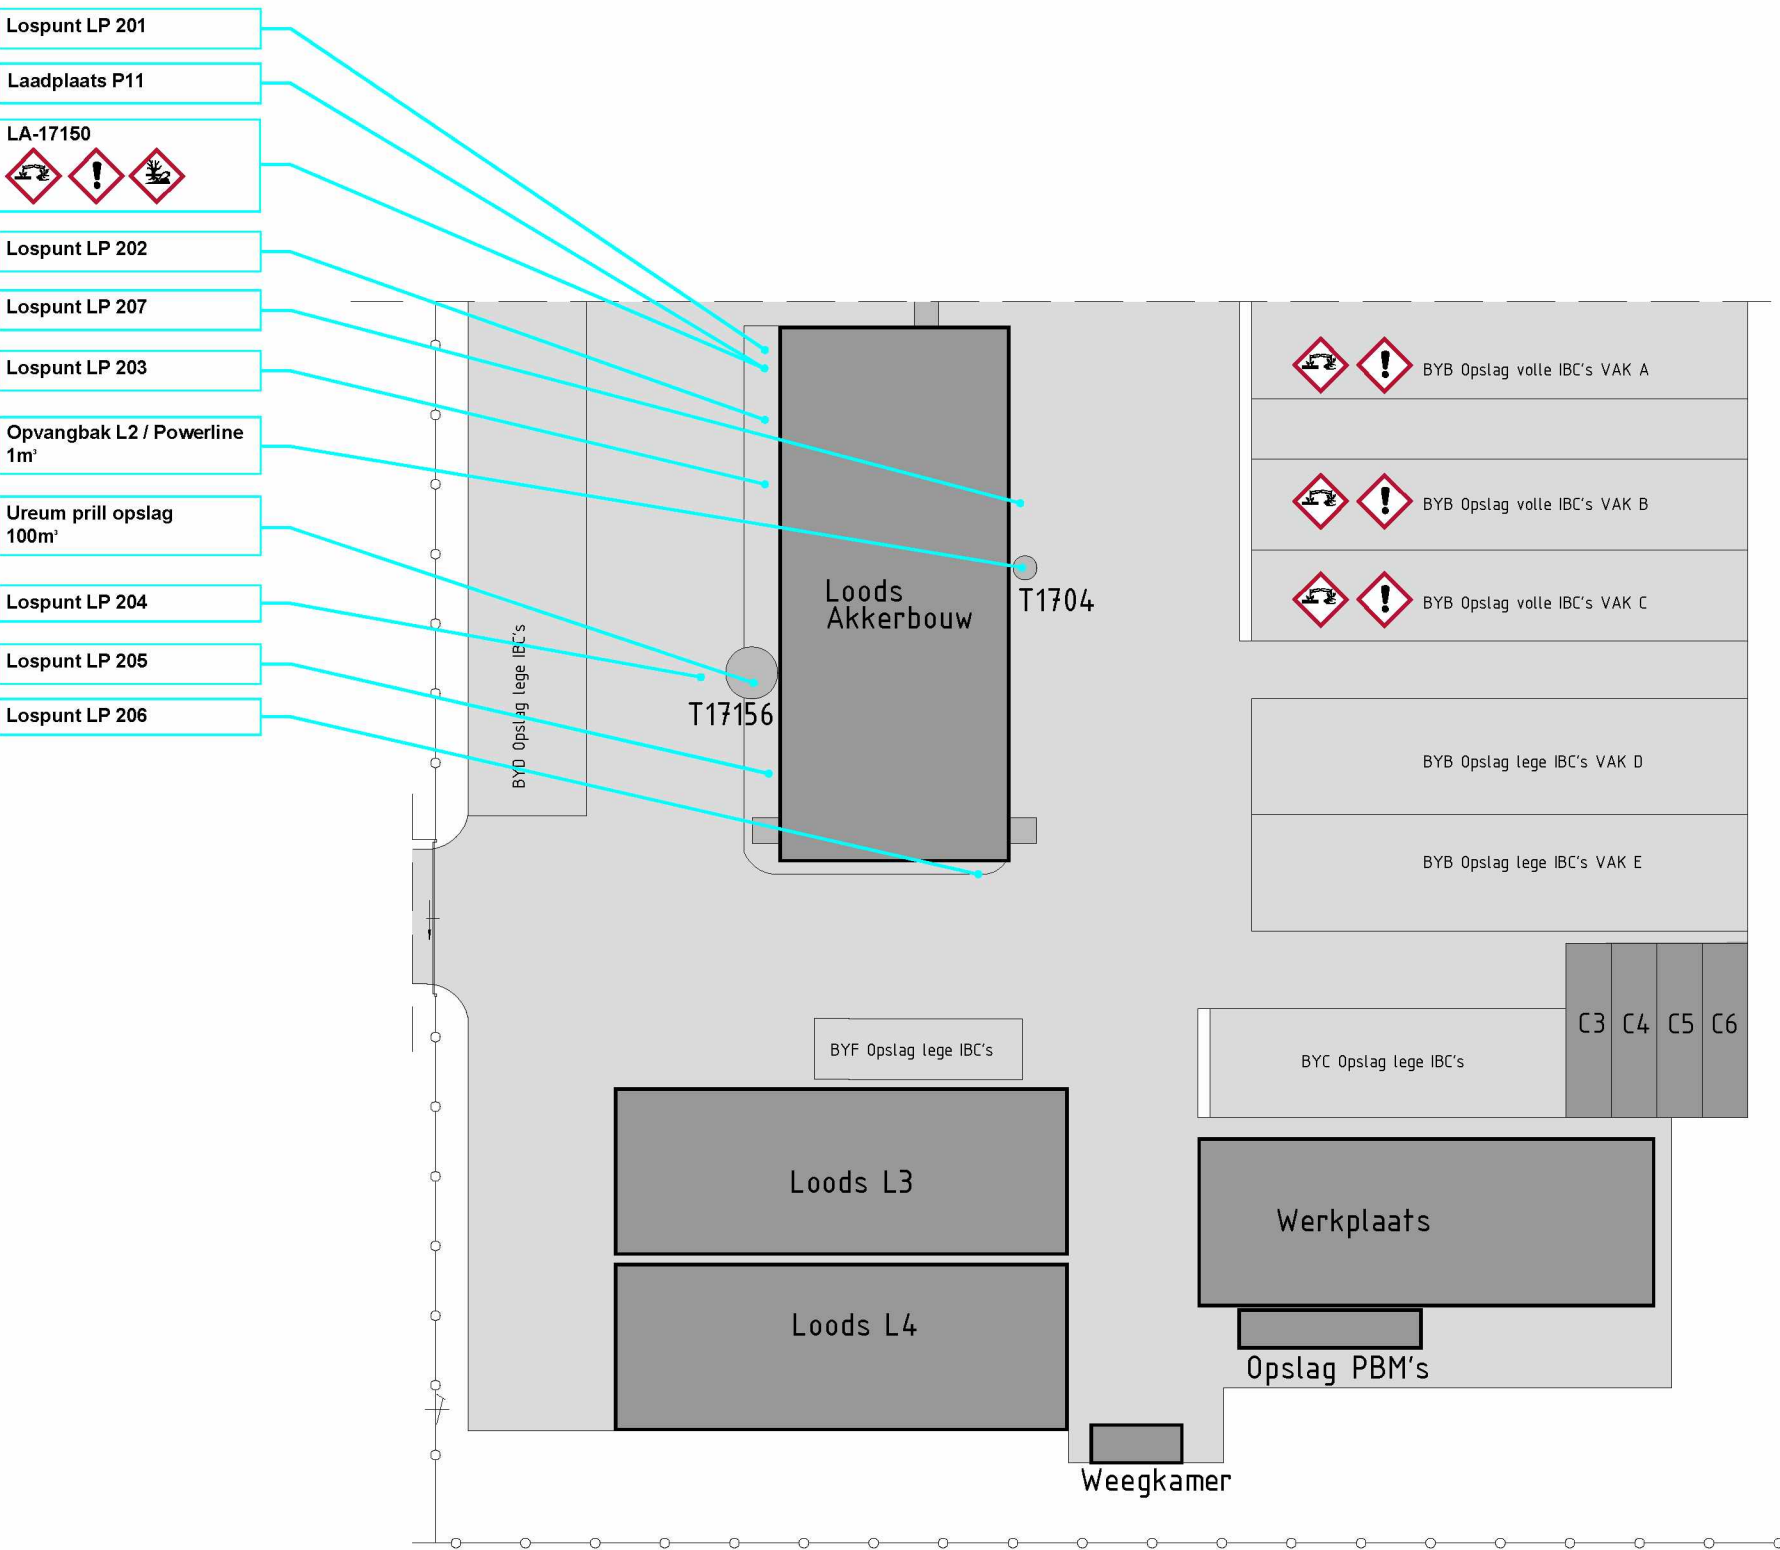 Lospunt LP 201
Laadplaats P11
LA-17150
Lospunt LP 202
Lospunt LP 207
Lospunt LP 203
Opvangbak L2 / Powerline
1m³
Ureum prill opslag
100m³
Lospunt LP 204
Lospunt LP 205
Lospunt LP 206
BYD Opslag lege IBC's
Loods
Akkerbouw
T1704
T17156
BYB Opslag volle IBC's VAK A
BYB Opslag volle IBC's VAK B
BYB Opslag volle IBC's VAK C
BYB Opslag lege IBC's VAK D
BYB Opslag lege IBC's VAK E
C3 C4 C5 C6
BYF Opslag lege IBC's
BYC Opslag lege IBC's
Loods L3
Werkplaats
Loods L4
Opslag PBM's
Weegkamer